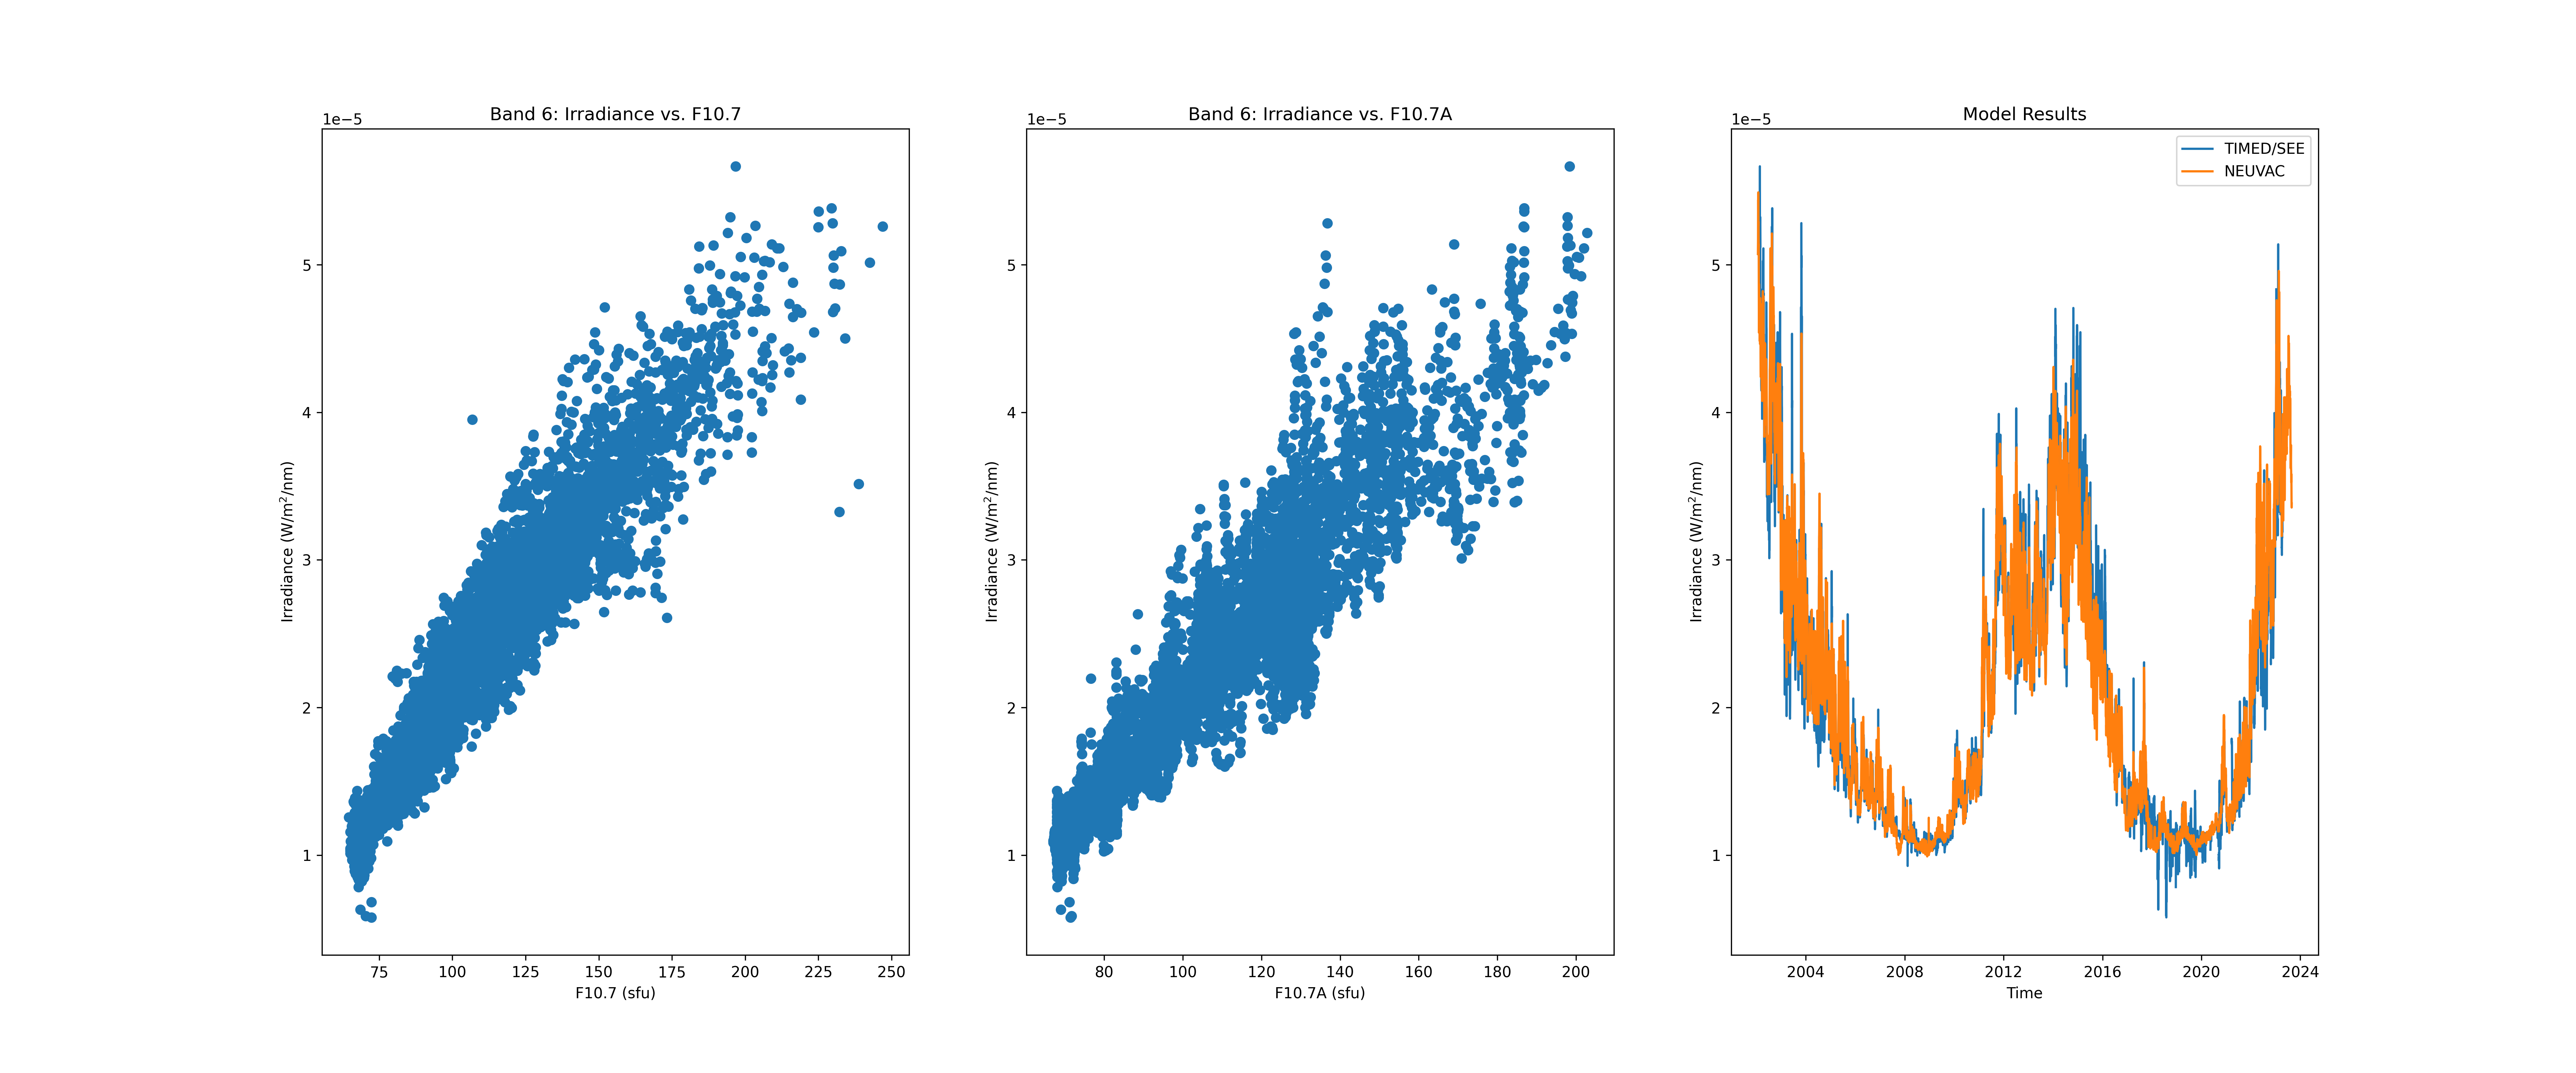 Band 6: Irradiance vs. F10.7
1e−5
5
4
3
2
1
Irradiance (W/m²/nm)
75 100 125 150 175 200 225 250
F10.7 (sfu)
Band 6: Irradiance vs. F10.7A
1e−5
5
4
3
2
1
Irradiance (W/m²/nm)
80 100 120 140 160 180 200
F10.7A (sfu)
Model Results
1e−5
TIMED/SEE
NEUVAC
5
4
3
2
1
Irradiance (W/m²/nm)
2004 2008 2012 2016 2020 2024
Time